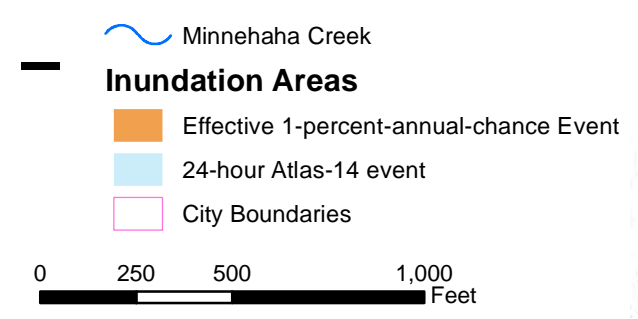 Minnehaha Creek
Inundation Areas
Effective 1-percent-annual-chance Event
24-hour Atlas-14 event
City Boundaries
0 250 500 1,000
Feet